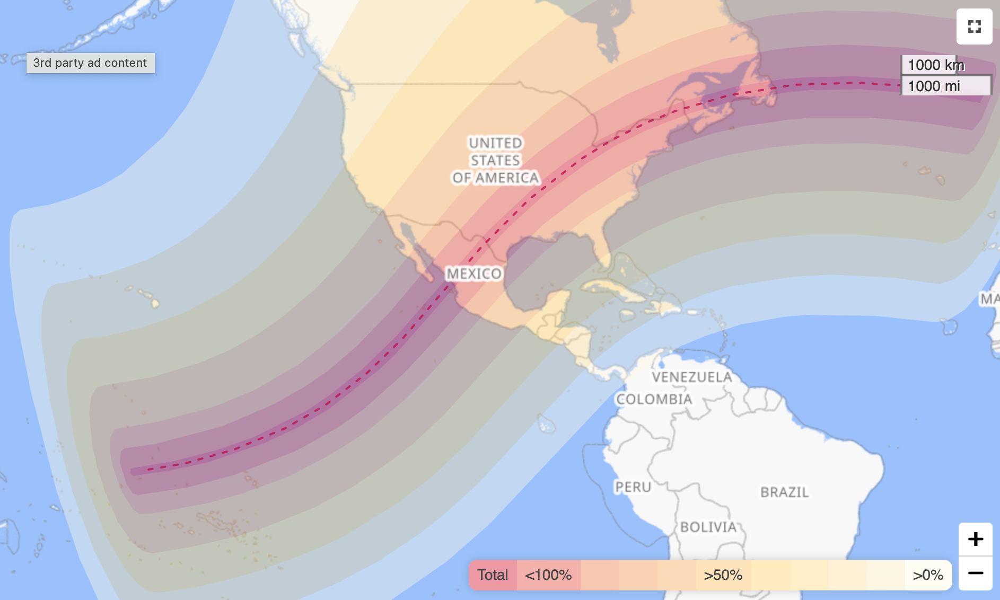 3rd party ad content
1000 km
1000 mi
UNITED
STATES
OF AMERICA
MEXICO
MA
VENEZUELA
COLOMBIA
PERU
BRAZIL
BOLIVIA
+
−
Total <100% >50% >0%